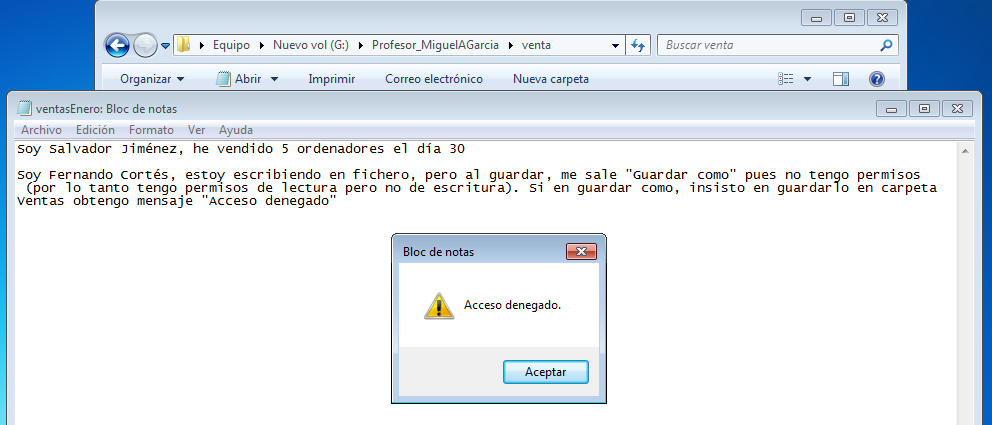 Equipo Nuevo vol (G:) Profesor_MiguelAGarcia venta
Buscar venta
Organizar Abrir Imprimir Correo electrónico Nueva carpeta
ventasEnero: Bloc de notas
Archivo Edición Formato Ver Ayuda
Soy Salvador Jiménez, he vendido 5 ordenadores el día 30
Soy Fernando Cortés, estoy escribiendo en fichero, pero al guardar, me sale "Guardar como" pues no tengo permisos
(por lo tanto tengo permisos de lectura pero no de escritura). Si en guardar como, insisto en guardarlo en carpeta
Ventas obtengo mensaje "Acceso denegado"
Bloc de notas
Acceso denegado.
Aceptar